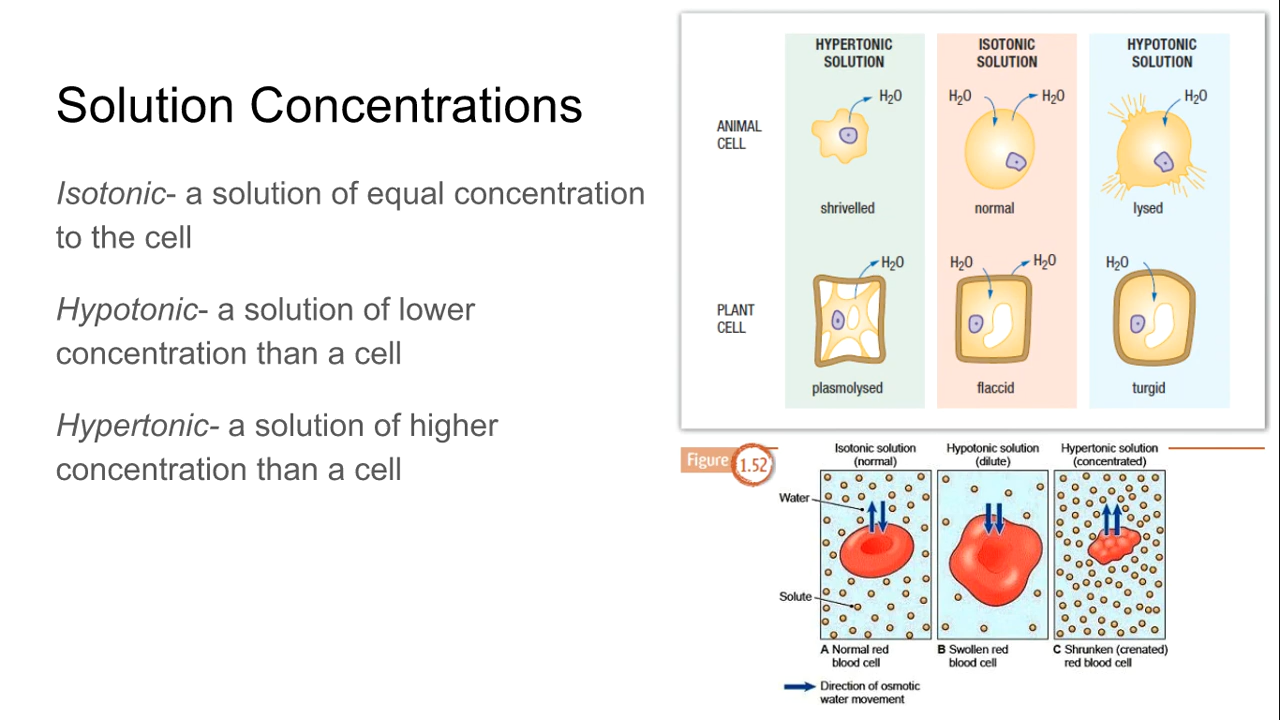 Solution Concentrations
Isotonic- a solution of equal concentration
to the cell
Hypotonic- a solution of lower
concentration than a cell
Hypertonic- a solution of higher
concentration than a cell
HYPERTONIC
SOLUTION
ISOTONIC
SOLUTION
HYPOTONIC
SOLUTION
ANIMAL
CELL
H₂O
H₂O
H₂O
H₂O
shrivelled
normal
lysed
PLANT
CELL
H₂O
H₂O
H₂O
H₂O
plasmolysed
flaccid
turgid
Figure 1.52
Isotonic solution
(normal)
Hypotonic solution
(dilute)
Hypertonic solution
(concentrated)
Water
Solute
A Normal red
blood cell
B Swollen red
blood cell
C Shrunken (crenated)
red blood cell
Direction of osmotic
water movement